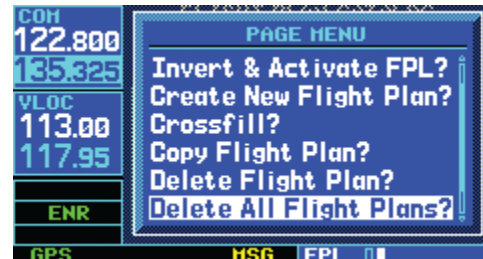 COM
122.800
135.325
VLOC
113.00
117.95
ENR
GPS
PAGE MENU
Invert & Activate FPL?
Create New Flight Plan?
Crossfill?
Copy Flight Plan?
Delete Flight Plan?
Delete All Flight Plans?
MSG
FPL